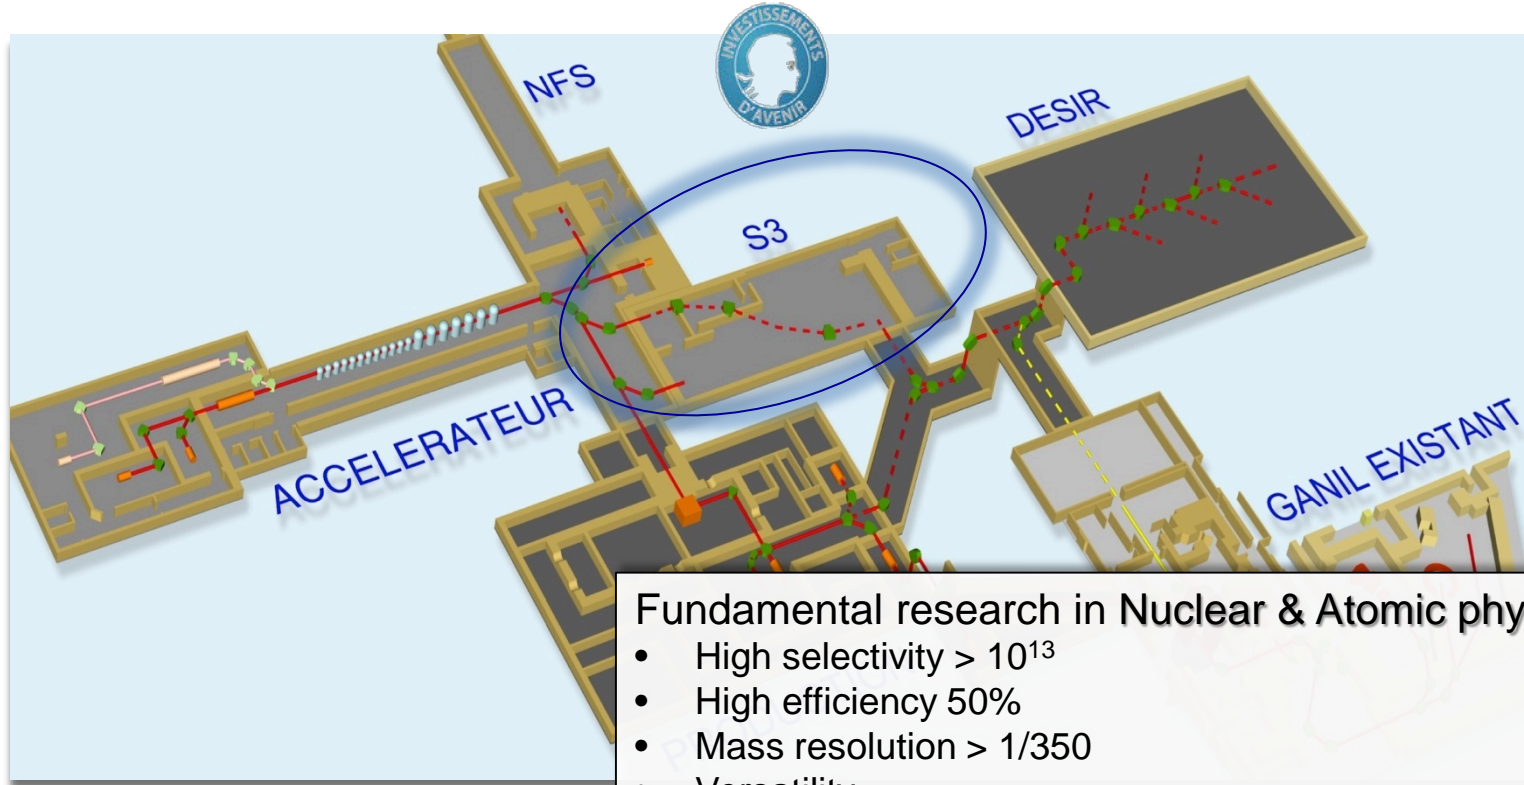 INVESTISSEMENTS
D'AVENIR
NFS
DESIR
S3
ACCELERATEUR
GANIL EXISTANT
Fundamental research in Nuclear & Atomic phy
• High selectivity > 10¹³
• High efficiency 50%
• Mass resolution > 1/350
• Versatility